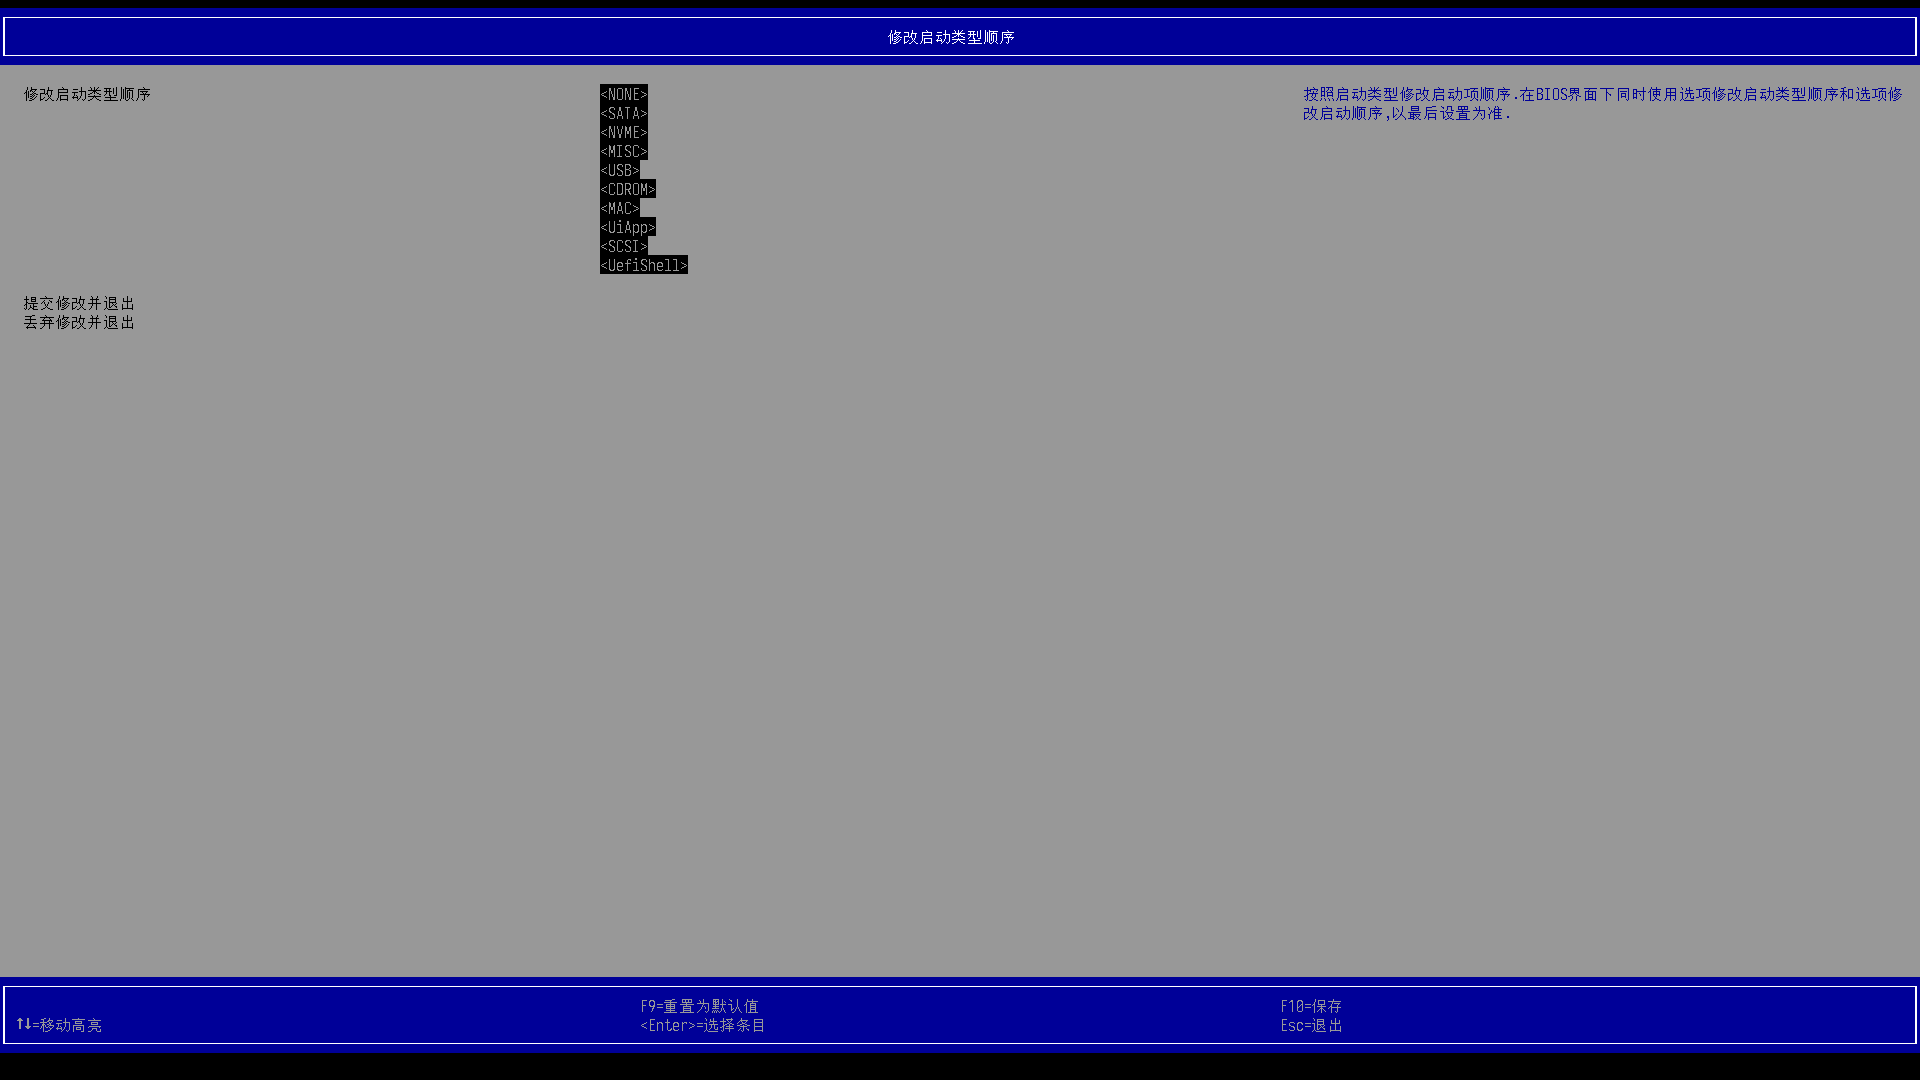 修改启动类型顺序
修改启动类型顺序
<NONE>
<SATA>
<NVME>
<MISC>
<USB>
<CDROM>
<MAC>
<UiApp>
<SCSI>
<UefiShell>
提交修改并退出
丢弃修改并退出
按照启动类型修改启动项顺序.在BIOS界面下同时使用选项修改启动类型顺序和选项修
改启动顺序,以最后设置为准.
F9=重置为默认值
F10=保存
↑↓=移动高亮
<Enter>=选择条目
Esc=退出